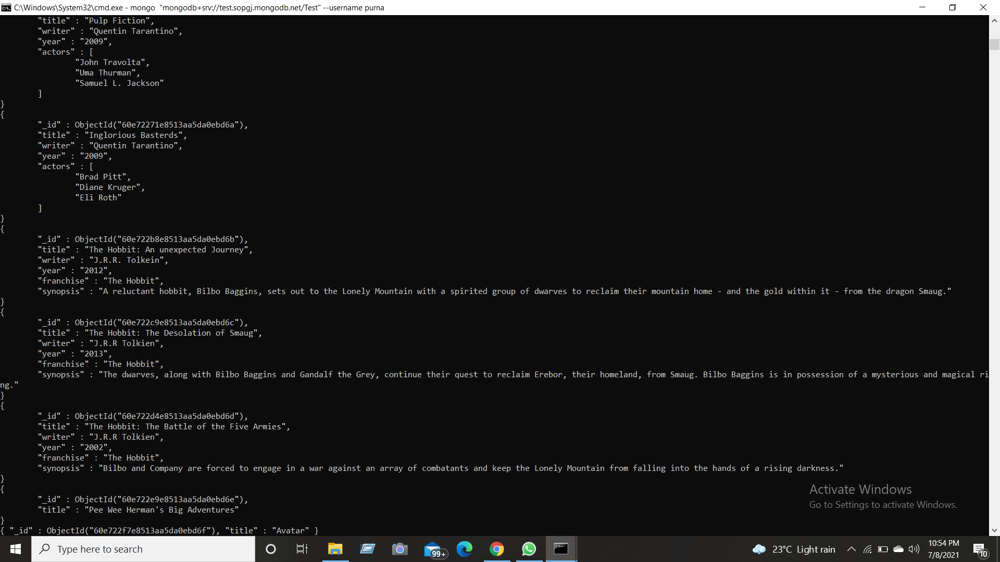 C:\Windows\System32\cmd.exe - mongo  "mongodb+srv://test.sopgj.mongodb.net/Test" --username purna
"title" : "Pulp Fiction",
"writer" : "Quentin Tarantino",
"year" : "2009",
"actors" : [
"John Travolta",
"Uma Thurman",
"Samuel L. Jackson"
]
}
{
"_id" : ObjectId("60e72271e8513aa5da0ebd6a"),
"title" : "Inglorious Basterds",
"writer" : "Quentin Tarantino",
"year" : "2009",
"actors" : [
"Brad Pitt",
"Diane Kruger",
"Eli Roth"
]
}
{
"_id" : ObjectId("60e722b8e8513aa5da0ebd6b"),
"title" : "The Hobbit: An unexpected Journey",
"writer" : "J.R.R. Tolkein",
"year" : "2012",
"franchise" : "The Hobbit",
"synopsis" : "A reluctant hobbit, Bilbo Baggins, sets out to the Lonely Mountain with a spirited group of dwarves to reclaim their mountain home - and the gold within it - from the dragon Smaug."
}
{
"_id" : ObjectId("60e722c9e8513aa5da0ebd6c"),
"title" : "The Hobbit: The Desolation of Smaug",
"writer" : "J.R.R Tolkien",
"year" : "2013",
"franchise" : "The Hobbit",
"synopsis" : "The dwarves, along with Bilbo Baggins and Gandalf the Grey, continue their quest to reclaim Erebor, their homeland, from Smaug. Bilbo Baggins is in possession of a mysterious and magical ri
ng."
}
{
"_id" : ObjectId("60e722d4e8513aa5da0ebd6d"),
"title" : "The Hobbit: The Battle of the Five Armies",
"writer" : "J.R.R Tolkien",
"year" : "2002",
"franchise" : "The Hobbit",
"synopsis" : "Bilbo and Company are forced to engage in a war against an array of combatants and keep the Lonely Mountain from falling into the hands of a rising darkness."
}
{
"_id" : ObjectId("60e722e9e8513aa5da0ebd6e"),
"title" : "Pee Wee Herman's Big Adventures"
}
{ "_id" : ObjectId("60e722f7e8513aa5da0ebd6f"), "title" : "Avatar" }
Activate Windows
Go to Settings to activate Windows.
Type here to search
99+
23°C Light rain
10:54 PM
7/8/2021
10